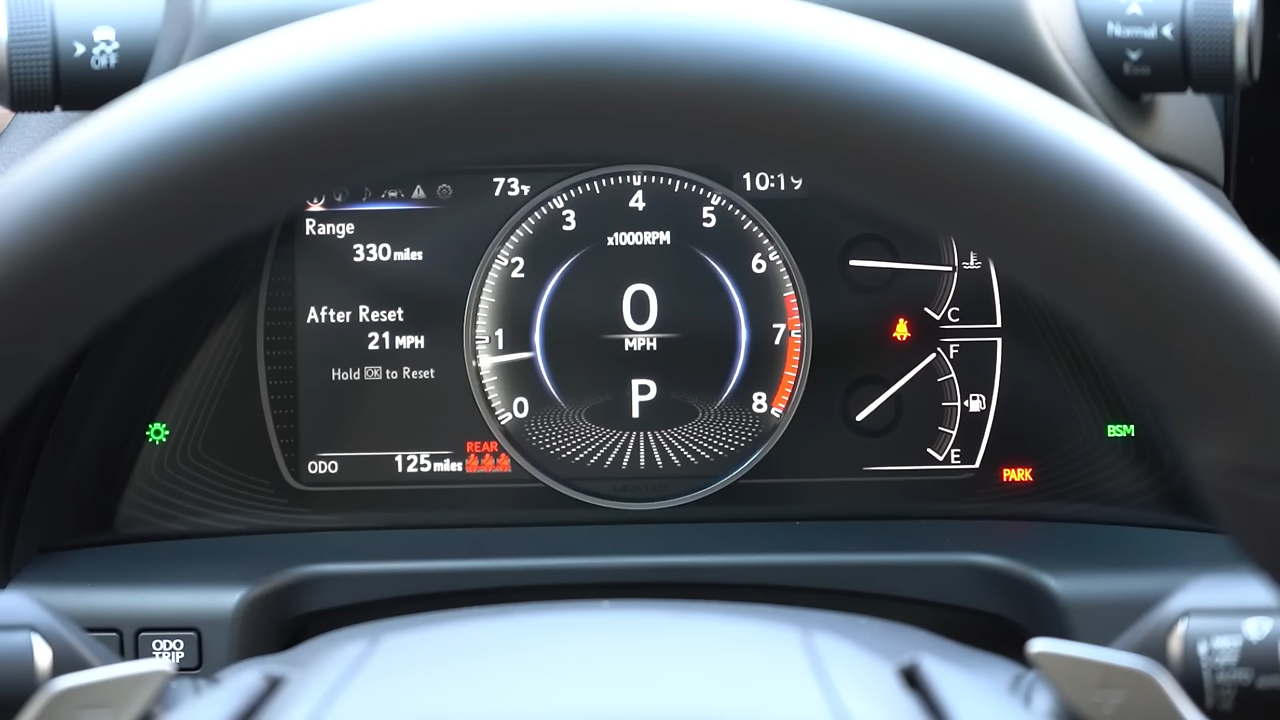 OFF
Normal
Eco
73°F
10:19
Range
330 miles
After Reset
21 MPH
Hold OK to Reset
ODO 125 miles
REAR
0
1
2
3
4
5
6
7
8
x1000RPM
0
MPH
P
C
F
E
BSM
PARK
ODO
TRIP